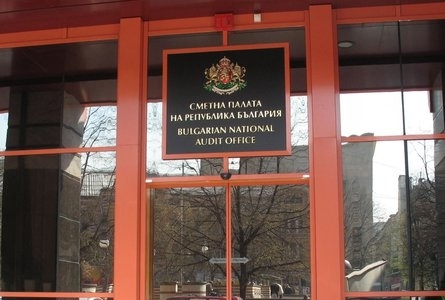 СМЕТНА ПАЛАТА
НА РЕПУБЛИКА БЪЛГАРИЯ
BULGARIAN NATIONAL
AUDIT OFFICE